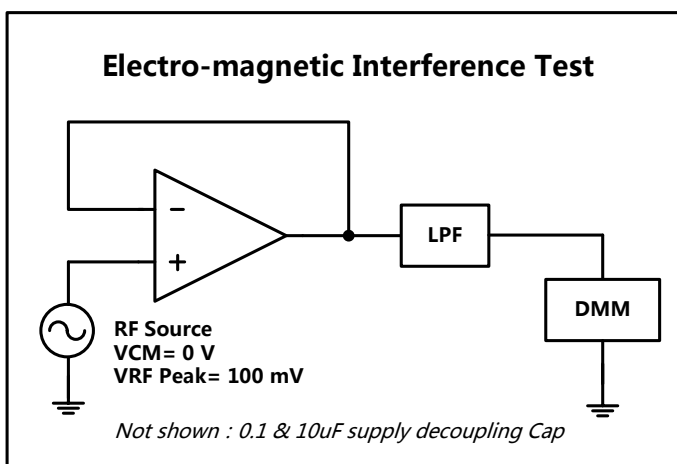 Electro-magnetic Interference Test
−
+
LPF
DMM
RF Source
VCM= 0 V
VRF Peak= 100 mV
Not shown : 0.1 & 10uF supply decoupling Cap